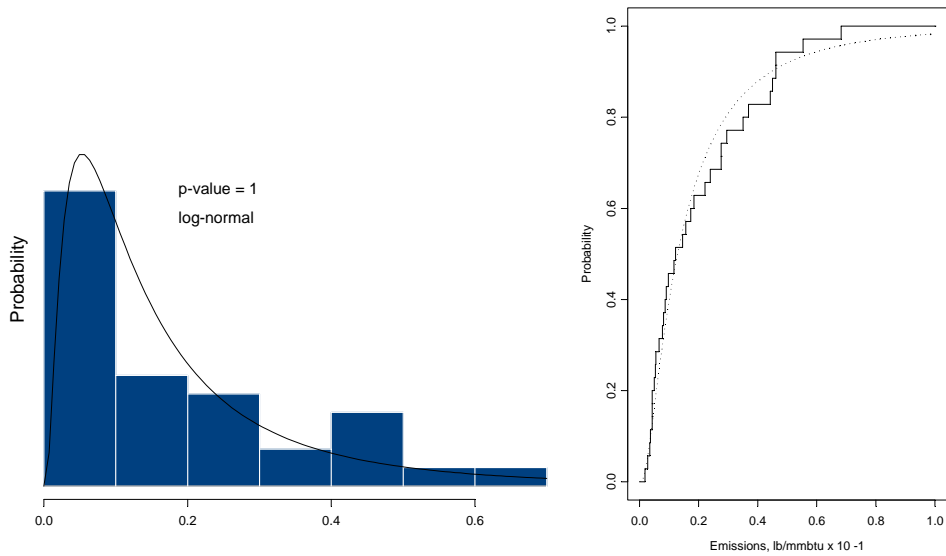 p-value = 1
log-normal
Probability
0.0 0.2 0.4 0.6
1.0
0.8
0.6
0.4
0.2
0.0
Probability
0.0 0.2 0.4 0.6 0.8 1.0
Emissions, lb/mmbtu x 10 -1